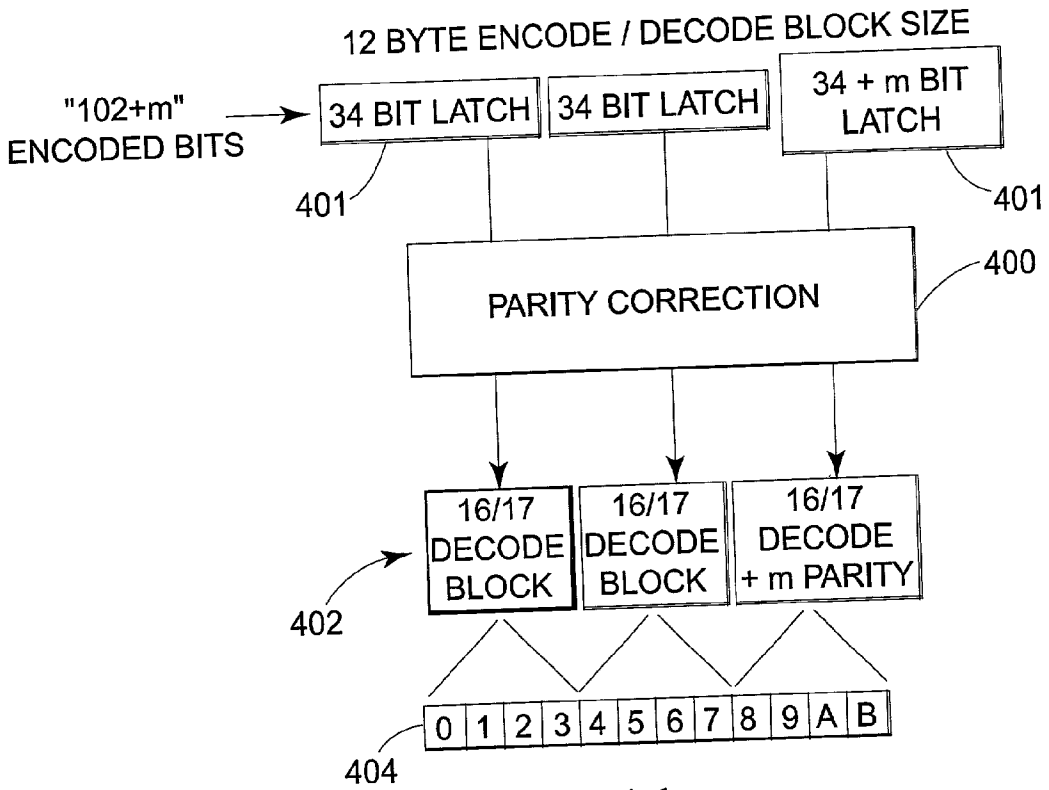 12 BYTE ENCODE / DECODE BLOCK SIZE
"102+m"
ENCODED BITS
34 BIT LATCH
34 BIT LATCH
34 + m BIT
LATCH
401
401
400
PARITY CORRECTION
16/17
DECODE
BLOCK
16/17
DECODE
BLOCK
16/17
DECODE
+ m PARITY
402
0 1 2 3 4 5 6 7 8 9 A B
404